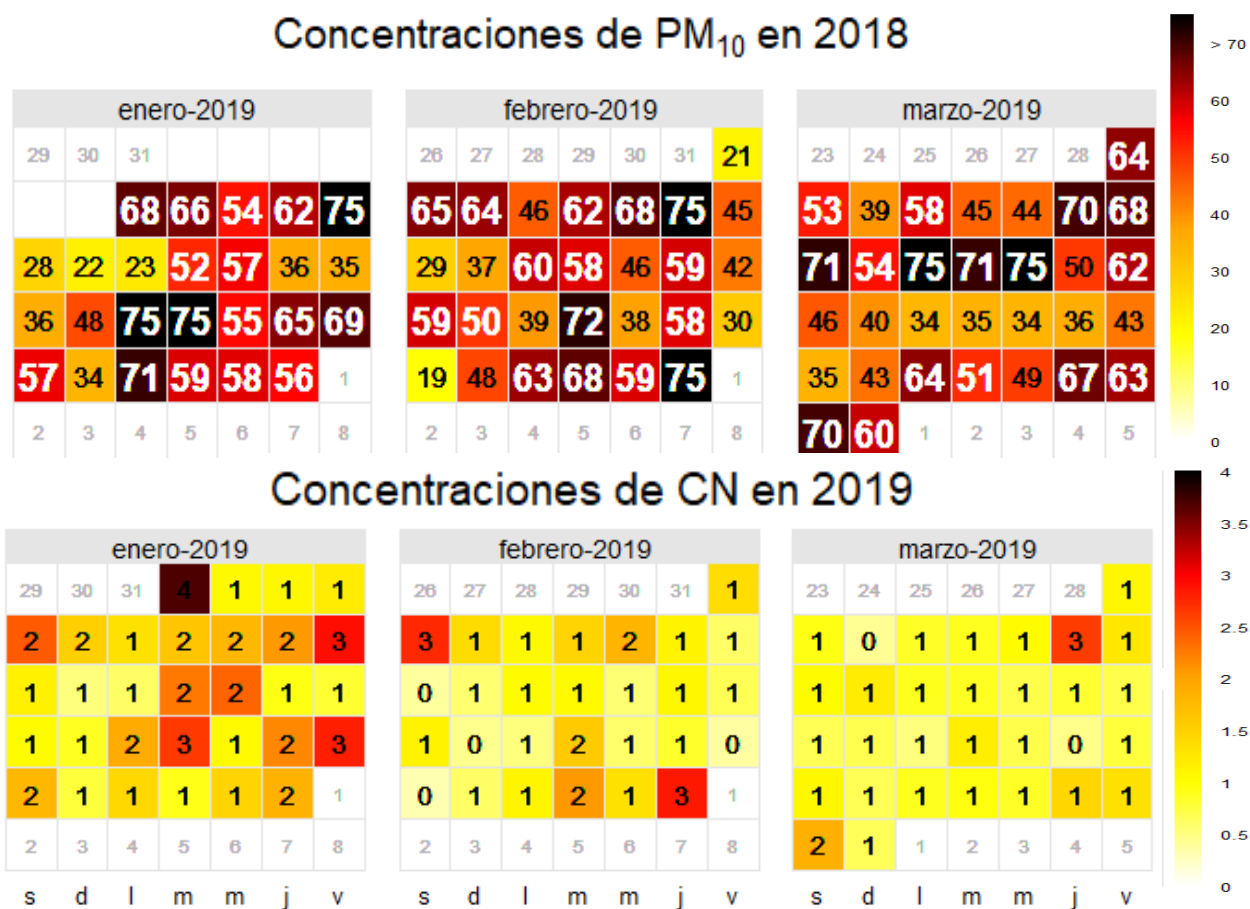 Concentraciones de PM₁₀ en 2018
> 70
60
50
40
30
20
10
0
enero-2019
29 30 31
68 66 54 62 75
28 22 23 52 57 36 35
36 48 75 75 55 65 69
57 34 71 59 58 56 1
2 3 4 5 6 7 8
febrero-2019
26 27 28 29 30 31 21
65 64 46 62 68 75 45
29 37 60 58 46 59 42
59 50 39 72 38 58 30
19 48 63 68 59 75 1
2 3 4 5 6 7 8
marzo-2019
23 24 25 26 27 28 64
53 39 58 45 44 70 68
71 54 75 71 75 50 62
46 40 34 35 34 36 43
35 43 64 51 49 67 63
70 60 1 2 3 4 5
Concentraciones de CN en 2019
4
3.5
3
2.5
2
1.5
1
0.5
0
enero-2019
29 30 31 4 1 1 1
2 2 1 2 2 2 3
1 1 1 2 2 1 1
1 1 2 3 1 2 3
2 1 1 1 1 2 1
2 3 4 5 6 7 8
s d l m m j v
febrero-2019
26 27 28 29 30 31 1
3 1 1 1 2 1 1
0 1 1 1 1 1 1
1 0 1 2 1 1 0
0 1 1 2 1 3 1
2 3 4 5 6 7 8
s d l m m j v
marzo-2019
23 24 25 26 27 28 1
1 0 1 1 1 3 1
1 1 1 1 1 1 1
1 1 1 1 1 0 1
1 1 1 1 1 1 1
2 1 1 2 3 4 5
s d l m m j v